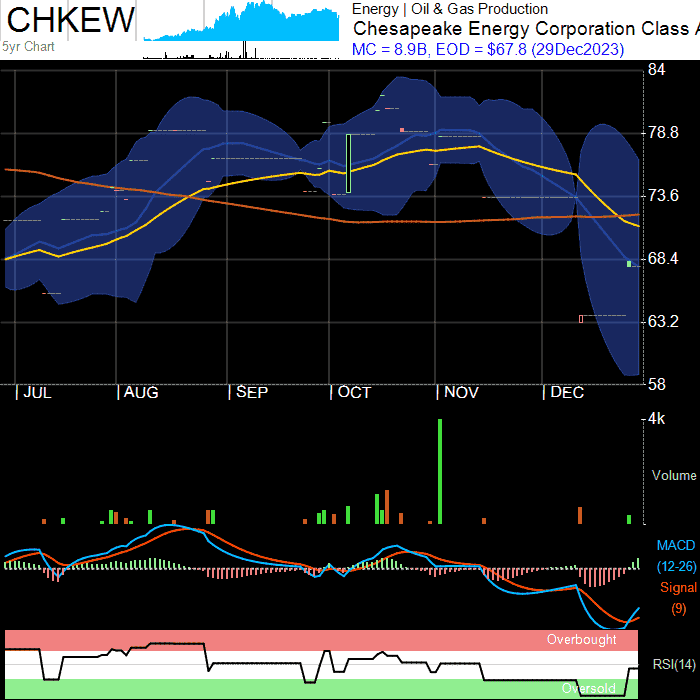 CHKEW
5yr Chart
Energy | Oil & Gas Production
Chesapeake Energy Corporation Class A
MC = 8.9B, EOD = $67.8 (29Dec2023)
84
78.8
73.6
68.4
63.2
58
| JUL | AUG | SEP | OCT | NOV | DEC
4k
Volume
MACD
(12-26)
Signal
(9)
Overbought
RSI(14)
Oversold